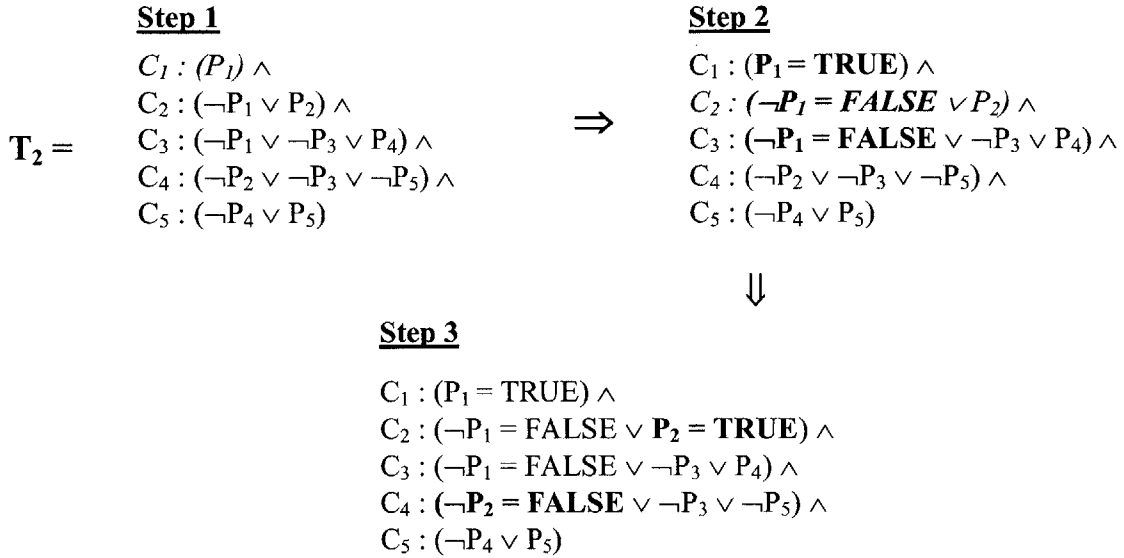 Step 1
C₁ : (P₁) ∧
C₂ : (¬P₁ ∨ P₂) ∧
C₃ : (¬P₁ ∨ ¬P₃ ∨ P₄) ∧
C₄ : (¬P₂ ∨ ¬P₃ ∨ ¬P₅) ∧
C₅ : (¬P₄ ∨ P₅)
T₂ =
⇒
Step 2
C₁ : (P₁ = TRUE) ∧
C₂ : (¬P₁ = FALSE ∨ P₂) ∧
C₃ : (¬P₁ = FALSE ∨ ¬P₃ ∨ P₄) ∧
C₄ : (¬P₂ ∨ ¬P₃ ∨ ¬P₅) ∧
C₅ : (¬P₄ ∨ P₅)
⇓
Step 3
C₁ : (P₁ = TRUE) ∧
C₂ : (¬P₁ = FALSE ∨ P₂ = TRUE) ∧
C₃ : (¬P₁ = FALSE ∨ ¬P₃ ∨ P₄) ∧
C₄ : (¬P₂ = FALSE ∨ ¬P₃ ∨ ¬P₅) ∧
C₅ : (¬P₄ ∨ P₅)